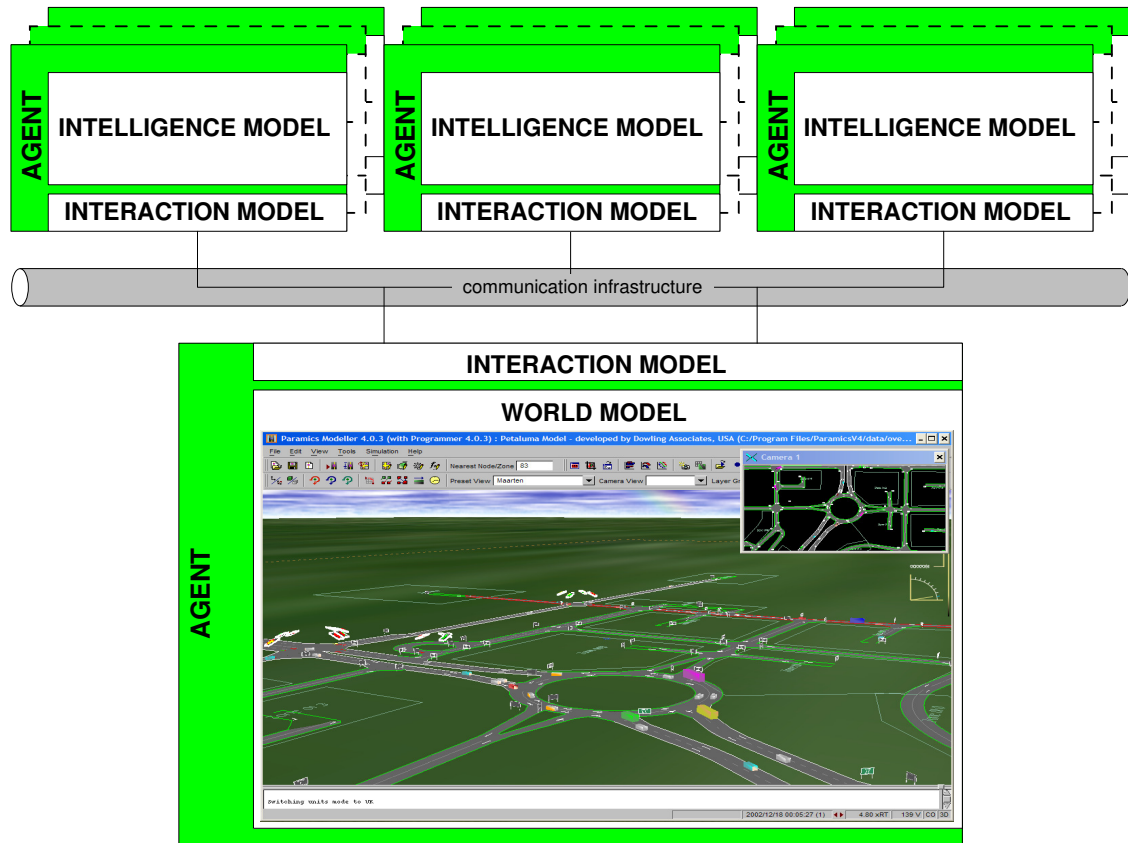 AGENT
INTELLIGENCE MODEL
INTERACTION MODEL
AGENT
INTELLIGENCE MODEL
INTERACTION MODEL
AGENT
INTELLIGENCE MODEL
INTERACTION MODEL
communication infrastructure
AGENT
INTERACTION MODEL
WORLD MODEL
Paramics Modeller 4.0.3 (with Programmer 4.0.3) : Petaluma Model - developed by Dowling Associates, USA (C:/Program Files/ParamicsV4/data/ove...
File Edit View Tools Simulation Help
Nearest Node/Zone 83
Preset View Maarten Camera View Layer Gr
Camera 1
Switching units mode to UK
2002/12/18 00:05:27 (1) 4.80 xRT 139 V CO 3D